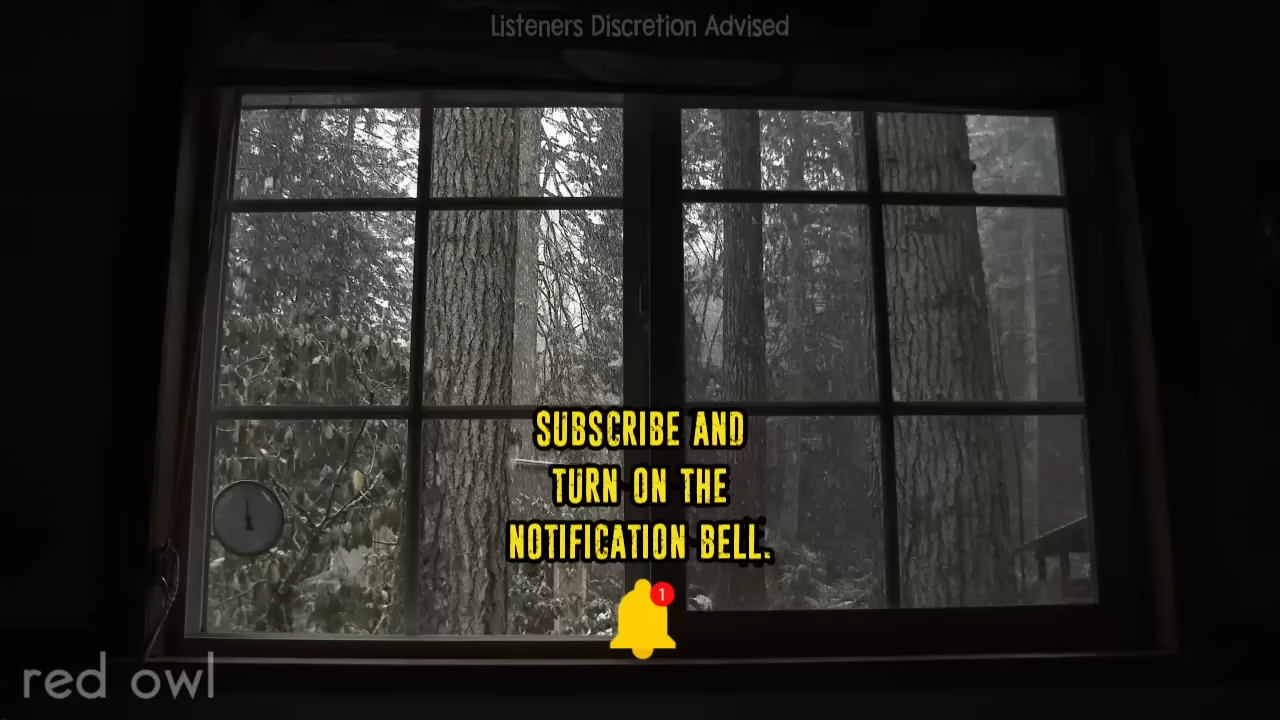 Listeners Discretion Advised
SUBSCRIBE AND
TURN ON THE
NOTIFICATION BELL.
1
red owl